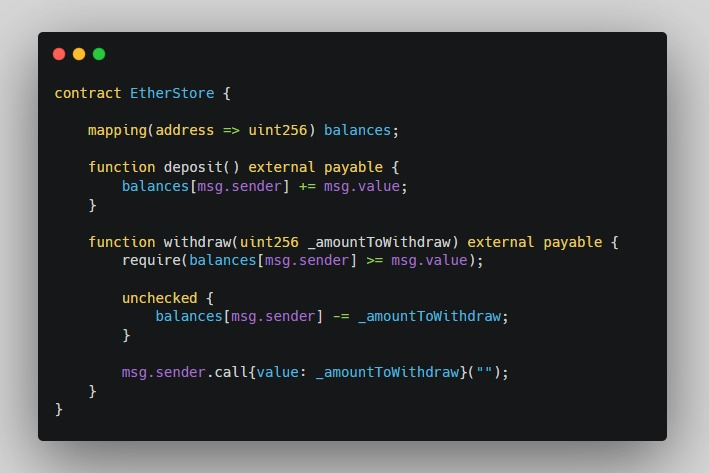 contract EtherStore {
mapping(address => uint256) balances;
function deposit() external payable {
balances[msg.sender] += msg.value;
}
function withdraw(uint256 _amountToWithdraw) external payable {
require(balances[msg.sender] >= msg.value);
unchecked {
balances[msg.sender] -= _amountToWithdraw;
}
msg.sender.call{value: _amountToWithdraw}("");
}
}